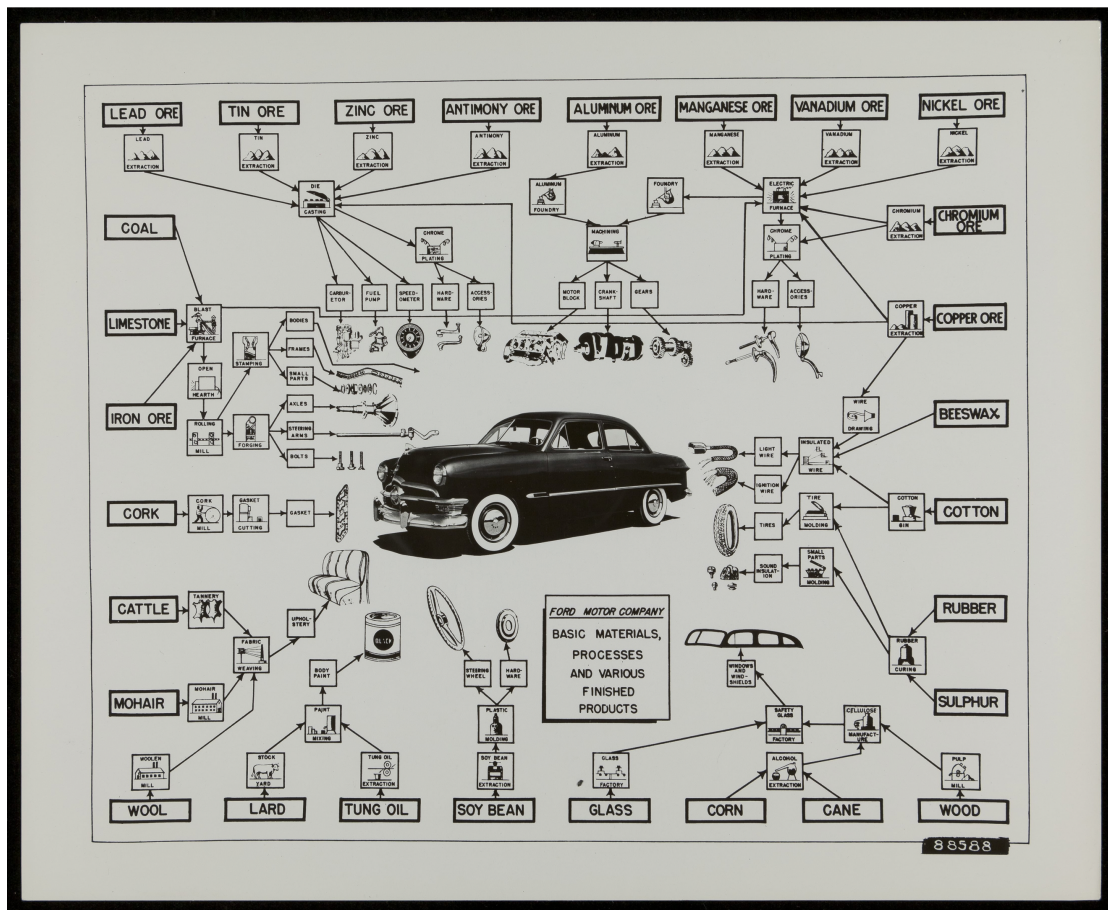 LEAD ORE
TIN ORE
ZINC ORE
ANTIMONY ORE
ALUMINUM ORE
MANGANESE ORE
VANADIUM ORE
NICKEL ORE
LEAD
EXTRACTION
TIN
EXTRACTION
ZINC
EXTRACTION
ANTIMONY
EXTRACTION
ALUMINUM
EXTRACTION
MANGANESE
EXTRACTION
VANADIUM
EXTRACTION
NICKEL
EXTRACTION
DIE
CASTING
ALUMINUM
FOUNDRY
FOUNDRY
ELECTRIC
FURNACE
CHROMIUM
EXTRACTION
CHROMIUM
ORE
COAL
CHROME
PLATING
MACHINING
CHROME
PLATING
CARBUR-
ETOR
FUEL
PUMP
SPEED-
OMETER
HARD-
WARE
ACCESS-
ORIES
MOTOR
BLOCK
CRANK-
SHAFT
GEARS
HARD-
WARE
ACCESS-
ORIES
LIMESTONE
BLAST
FURNACE
COPPER
EXTRACTION
COPPER ORE
BODIES
STAMPING
FRAMES
OPEN
HEARTH
SMALL
PARTS
IRON ORE
ROLLING
MILL
FORGING
AXLES
STEERING
ARMS
BOLTS
WIRE
DRAWING
BEESWAX
LIGHT
WIRE
INSULATED
WIRE
IGNITION
WIRE
CORK
CORK
MILL
GASKET
CUTTING
GASKET
TIRES
TIRE
MOLDING
COTTON
GIN
COTTON
SOUND
INSULAT-
ION
SMALL
PARTS
MOLDING
CATTLE
TANNERY
UPHOL-
STERY
FABRIC
WEAVING
BLACK
FORD MOTOR COMPANY
BASIC MATERIALS,
PROCESSES
AND VARIOUS
FINISHED
PRODUCTS
RUBBER
RUBBER
CURING
SULPHUR
MOHAIR
MOHAIR
MILL
BODY
PAINT
STEERING
WHEEL
HARD-
WARE
WINDOWS
AND
WIND-
SHIELDS
PAINT
MIXING
PLASTIC
MOLDING
SAFETY
GLASS
FACTORY
CELLULOSE
MANUFACT-
URE
WOOLEN
MILL
STOCK
YARD
TUNG OIL
EXTRACTION
SOY BEAN
EXTRACTION
GLASS
FACTORY
ALCOHOL
EXTRACTION
PULP
MILL
WOOL
LARD
TUNG OIL
SOY BEAN
GLASS
CORN
CANE
WOOD
88588